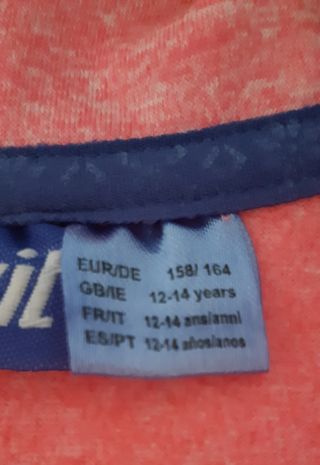 EUR/DE 158/ 164
GB/IE 12-14 years
FR/IT 12-14 ans/anni
ES/PT 12-14 años/anos